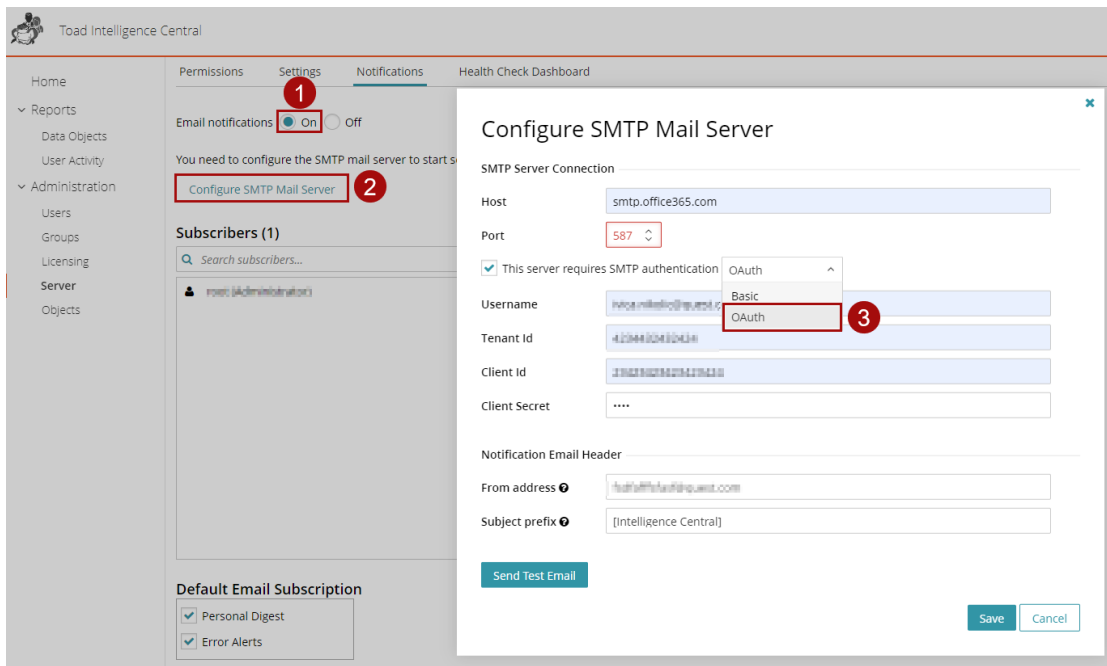 Toad Intelligence Central
Home
Reports
Data Objects
User Activity
Administration
Users
Groups
Licensing
Server
Objects
Permissions Settings Notifications Health Check Dashboard
1
Email notifications On Off
You need to configure the SMTP mail server to start s
Configure SMTP Mail Server 2
Subscribers (1)
Search subscribers...
Default Email Subscription
Personal Digest
Error Alerts
Configure SMTP Mail Server
SMTP Server Connection
Host smtp.office365.com
Port 587
This server requires SMTP authentication OAuth
Basic
OAuth 3
Username
Tenant Id
Client Id
Client Secret ····
Notification Email Header
From address
Subject prefix [Intelligence Central]
Send Test Email
Save Cancel